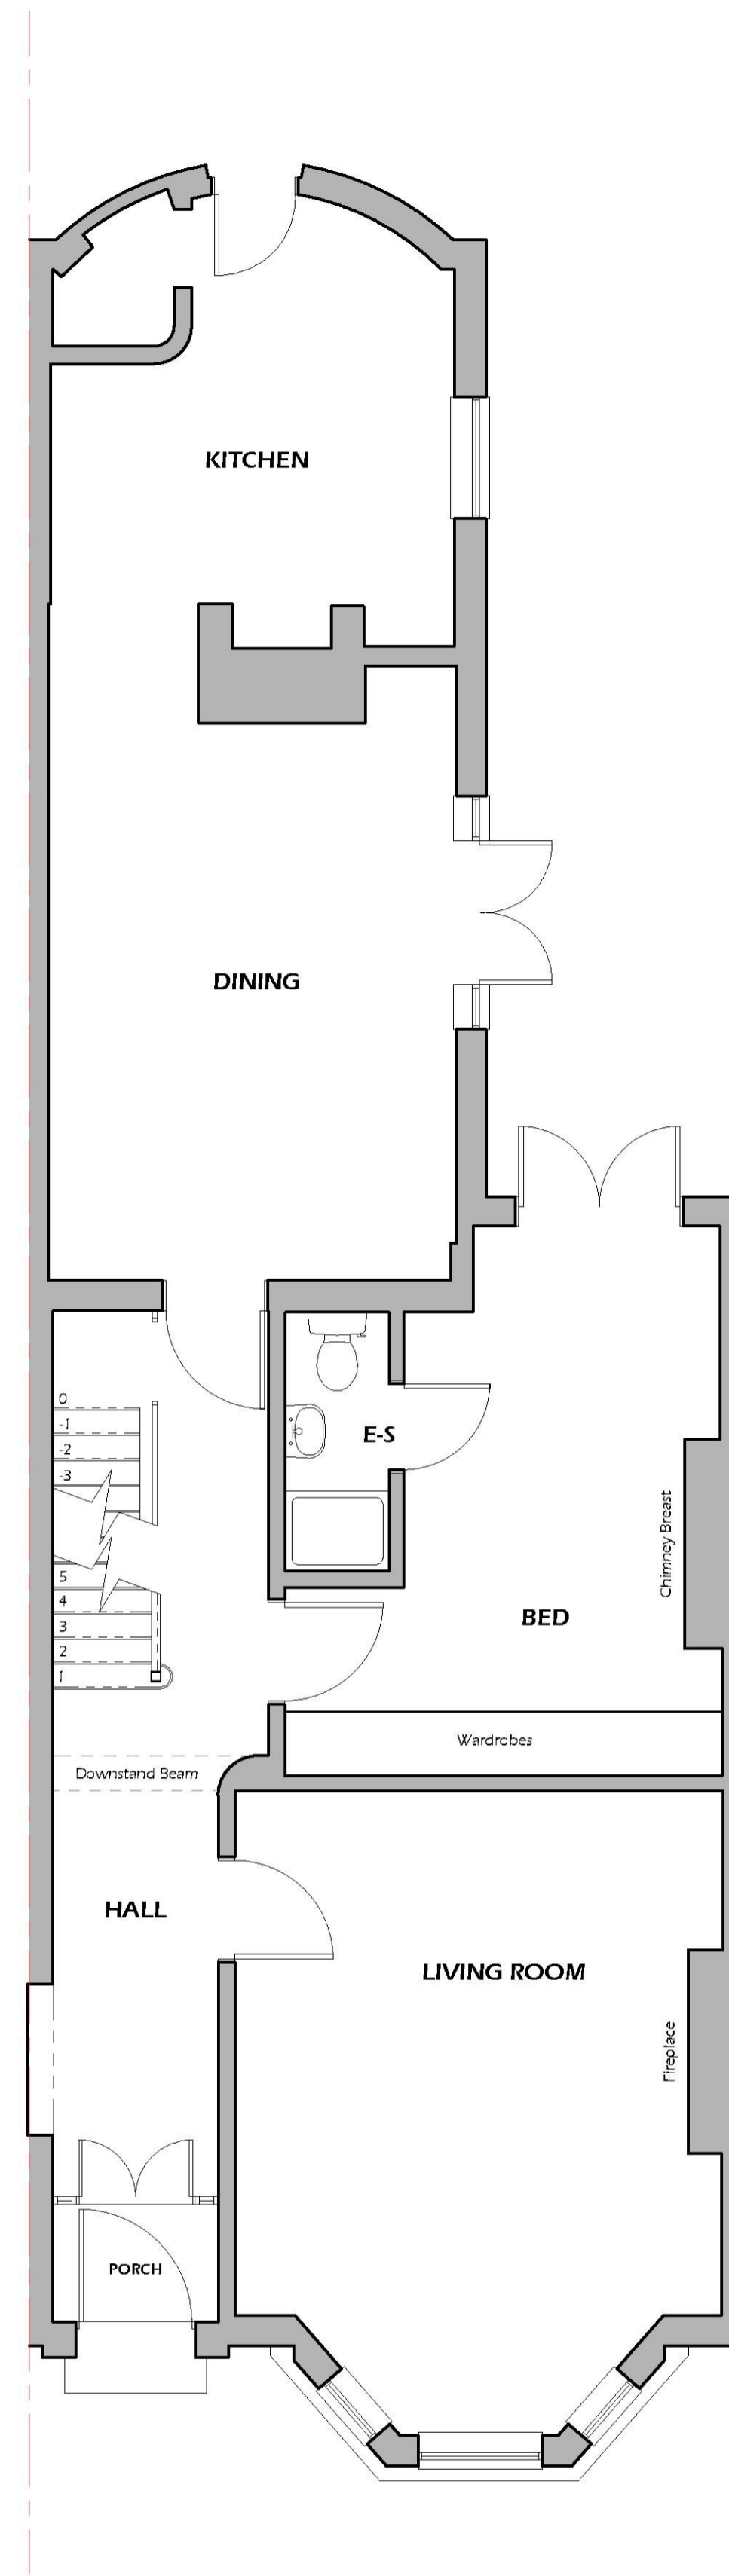 KITCHEN
DINING
0
-1
-2
-3
E-S
Chimney Breast
5
4
3
2
1
BED
Wardrobes
Downstand Beam
HALL
LIVING ROOM
Fireplace
PORCH